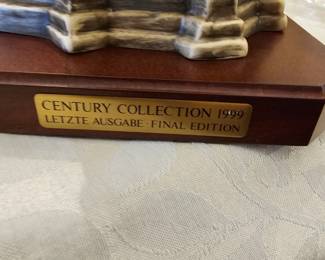 CENTURY COLLECTION 1999
LETZTE AUSGABE · FINAL EDITION